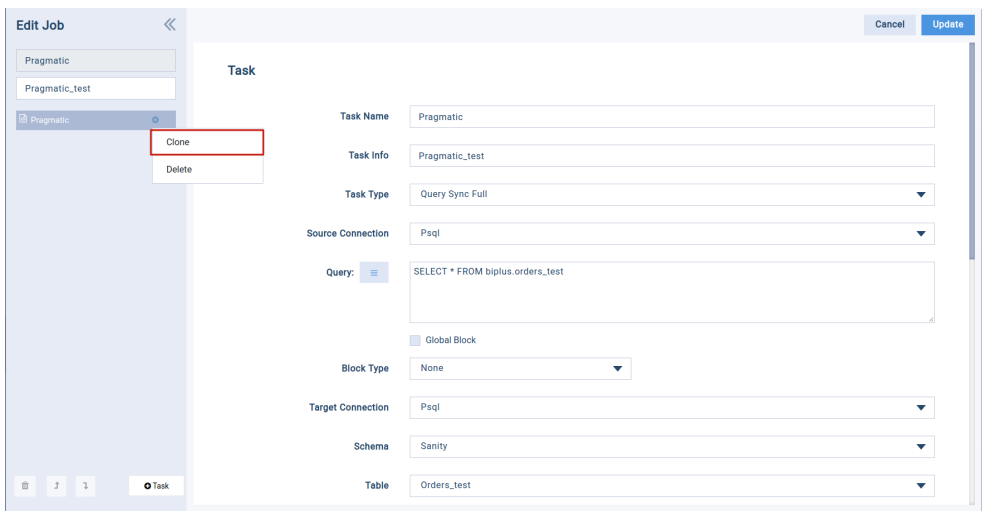 Edit Job
Cancel
Update
Pragmatic
Pragmatic_test
Pragmatic
Clone
Delete
Task
Task
Task Name
Pragmatic
Task Info
Pragmatic_test
Task Type
Query Sync Full
Source Connection
Psql
Query:
SELECT * FROM biplus.orders_test
Global Block
Block Type
None
Target Connection
Psql
Schema
Sanity
Table
Orders_test